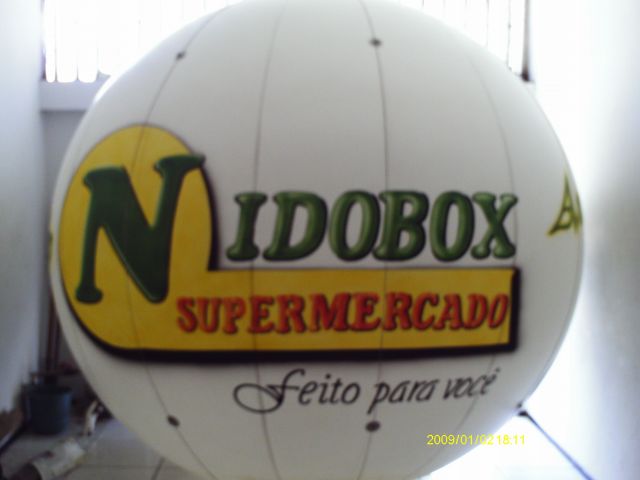 NIDOBOX
SUPERMERCADO
Feito para você
2009/01/02 18:11